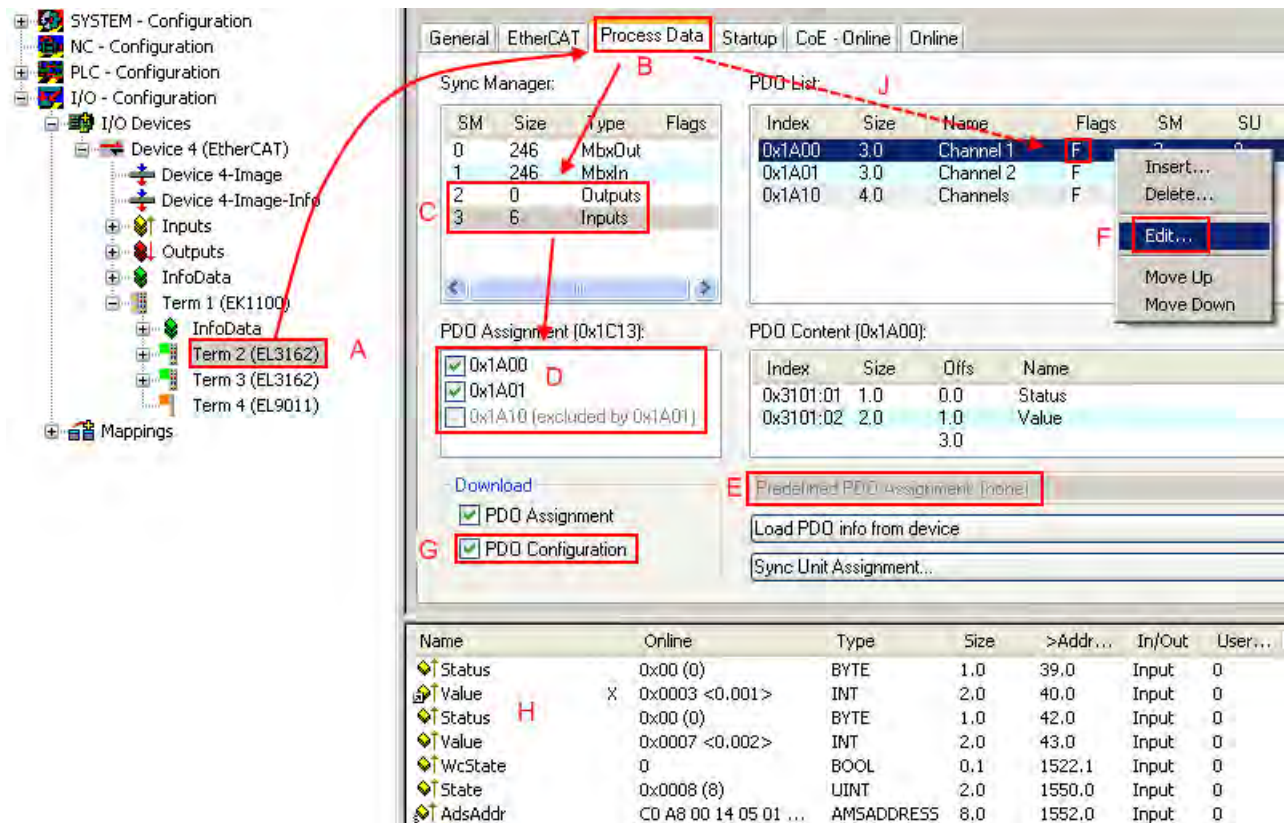 SYSTEM - Configuration
NC - Configuration
PLC - Configuration
I/O - Configuration
I/O Devices
Device 4 (EtherCAT)
Device 4-Image
Device 4-Image-Info
Inputs
Outputs
InfoData
Term 1 (EK1100)
InfoData
Term 2 (EL3162) A
Term 3 (EL3162)
Term 4 (EL9011)
Mappings
General EtherCAT Process Data Startup CoE - Online Online
B
Sync Manager:
SM Size Type Flags
0 246 MbxOut
1 246 MbxIn
2 0 Outputs
C
3 6 Inputs
J
PDO List:
Index Size Name Flags SM SU
0x1A00 3.0 Channel 1 F
0x1A01 3.0 Channel 2 F
0x1A10 4.0 Channels F
Insert...
Delete...
F Edit...
Move Up
Move Down
PDO Assignment (0x1C13):
0x1A00
D
0x1A01
0x1A10 (excluded by 0x1A01)
PDO Content (0x1A00):
Index Size Offs Name
0x3101:01 1.0 0.0 Status
0x3101:02 2.0 1.0 Value
3.0
Download
PDO Assignment
G PDO Configuration
E Predefined PDO Assignment: (none)
Load PDO info from device
Sync Unit Assignment...
Name Online Type Size >Addr... In/Out User...
Status 0x00 (0) BYTE 1.0 39.0 Input 0
Value X 0x0003 <0.001> INT 2.0 40.0 Input 0
H
Status 0x00 (0) BYTE 1.0 42.0 Input 0
Value 0x0007 <0.002> INT 2.0 43.0 Input 0
WcState 0 BOOL 0.1 1522.1 Input 0
State 0x0008 (8) UINT 2.0 1550.0 Input 0
AdsAddr C0 A8 00 14 05 01 ... AMSADDRESS 8.0 1552.0 Input 0